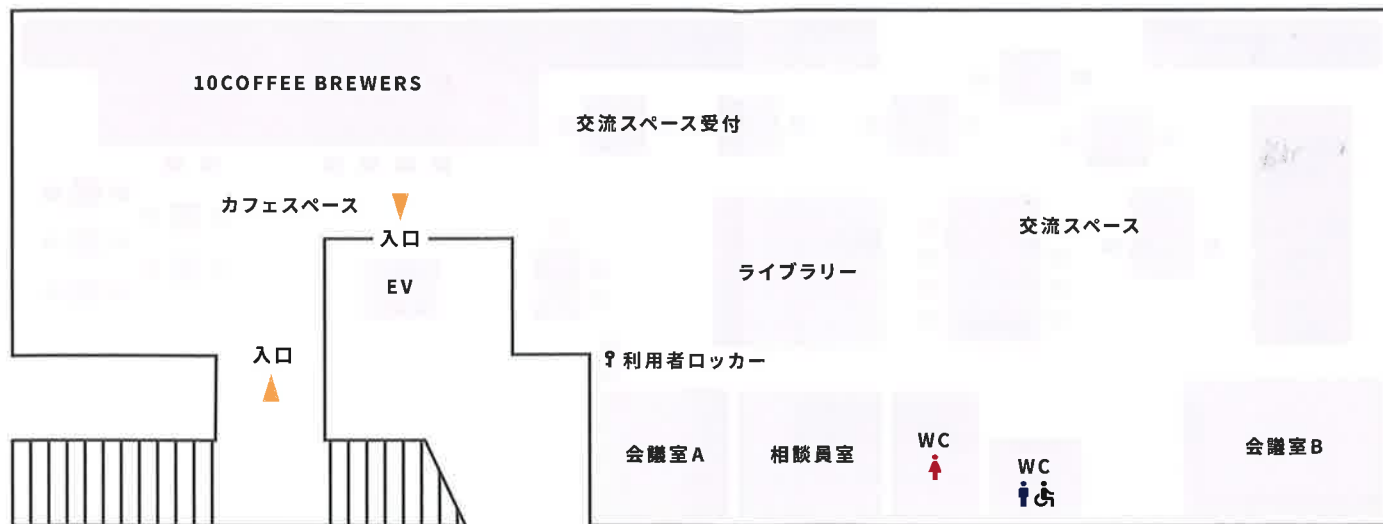 10COFFEE BREWERS
交流スペース受付
カフェスペース
入口
交流スペース
EV
ライブラリー
入口
利用者ロッカー
会議室A
相談員室
WC
WC
会議室B